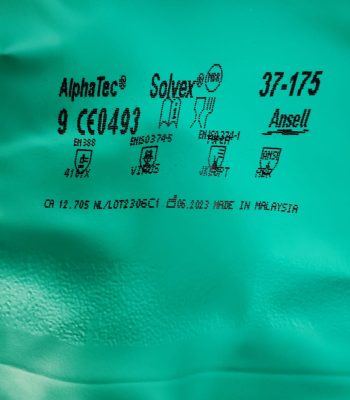 AlphaTec® Solvex® 37-175
9 CE0493 Ansell
EN388 EN ISO 374-5 EN ISO 374-1
VIRUS JKLOPT
CA 12.705 NL/LOT2306C1 06.2023 MADE IN MALAYSIA